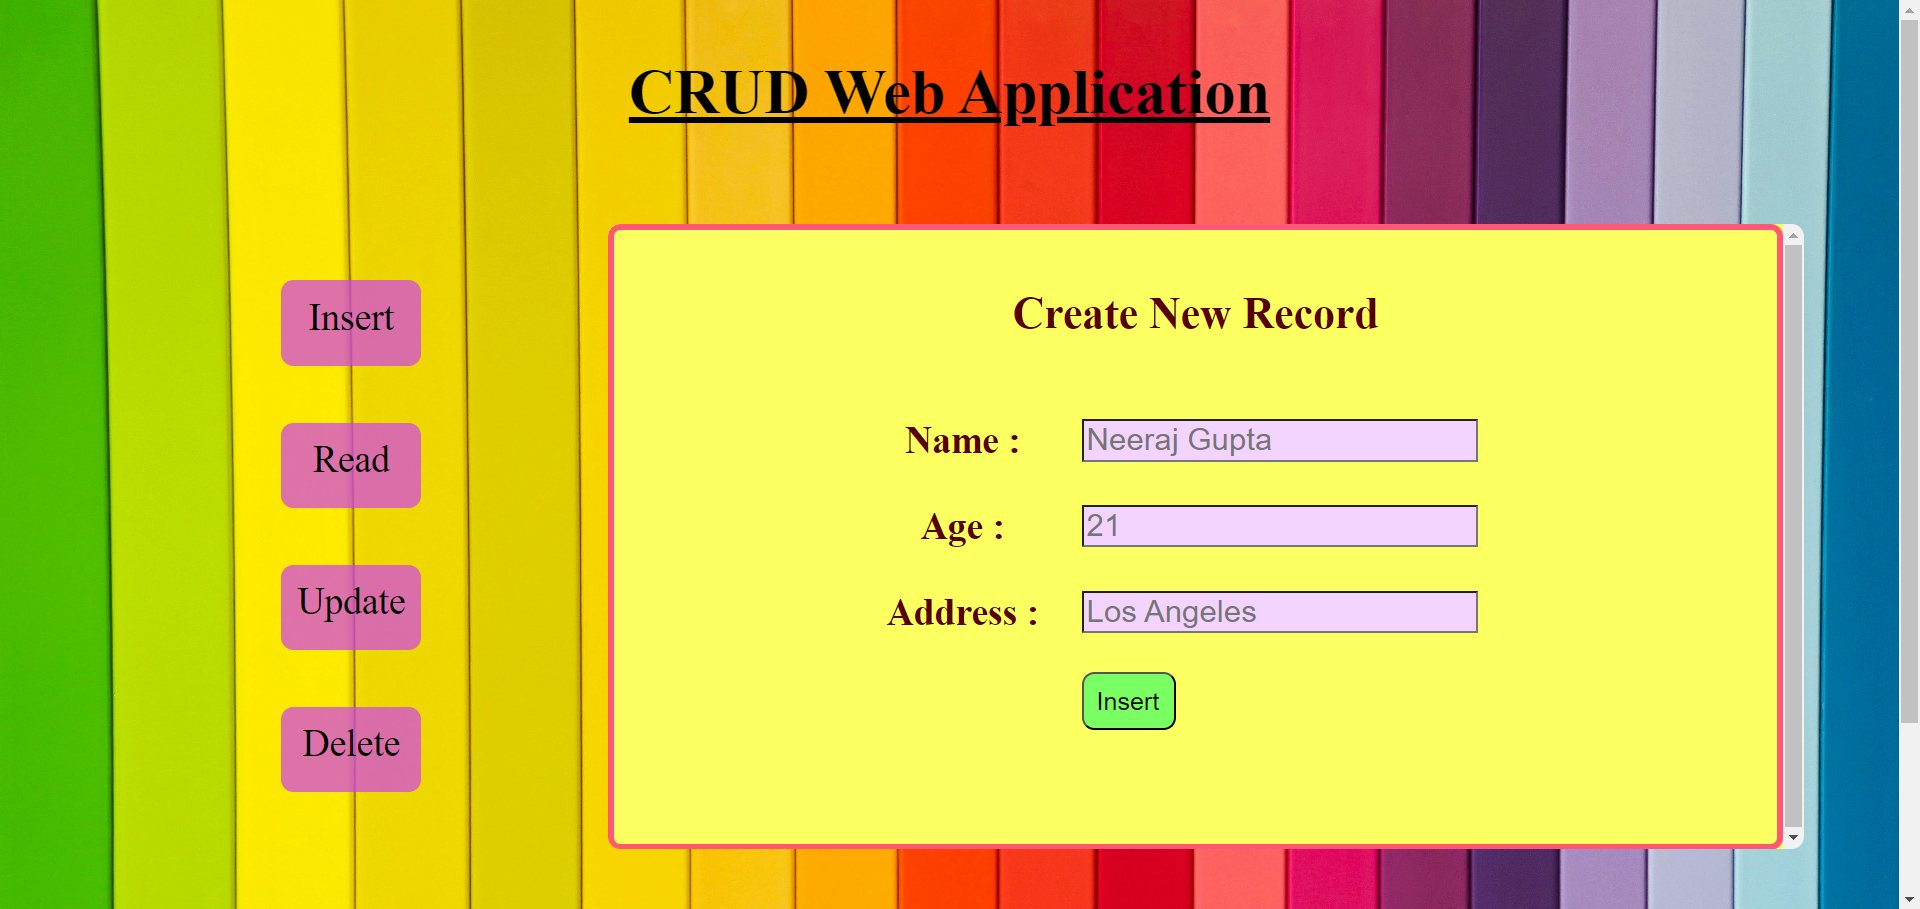 CRUD Web Application
Insert
Read
Update
Delete
Create New Record
Name :
Neeraj Gupta
Age :
21
Address :
Los Angeles
Insert